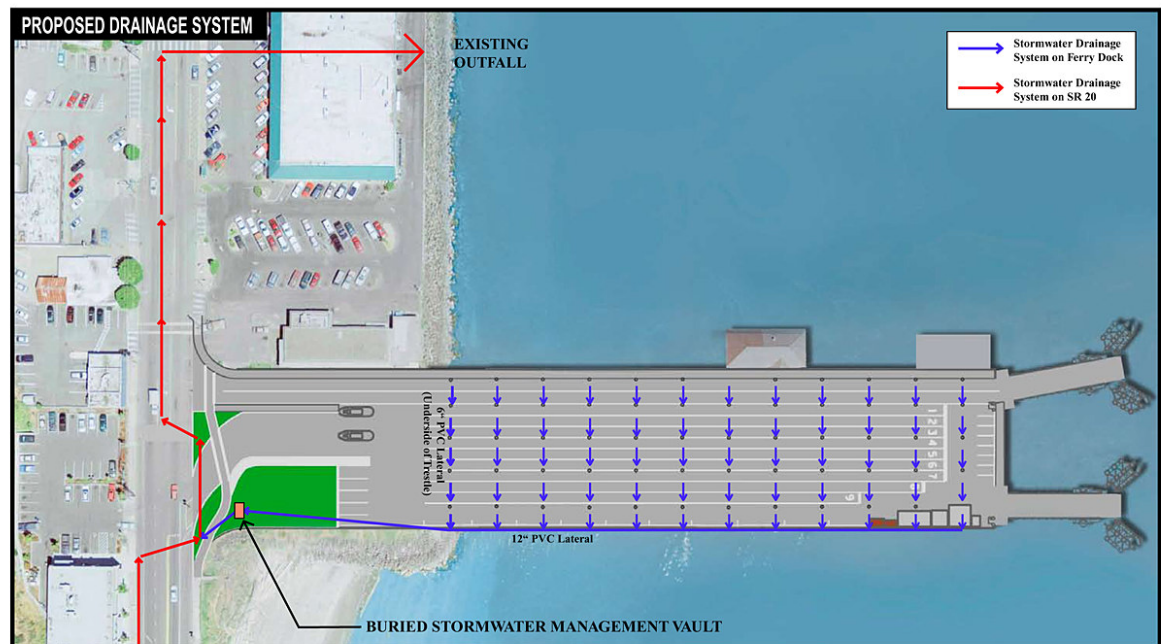 PROPOSED DRAINAGE SYSTEM
EXISTING
OUTFALL
Stormwater Drainage
System on Ferry Dock
Stormwater Drainage
System on SR 20
6" PVC Lateral
(Underside of Trestle)
1
2
3
4
5
6
7
9
12" PVC Lateral
BURIED STORMWATER MANAGEMENT VAULT